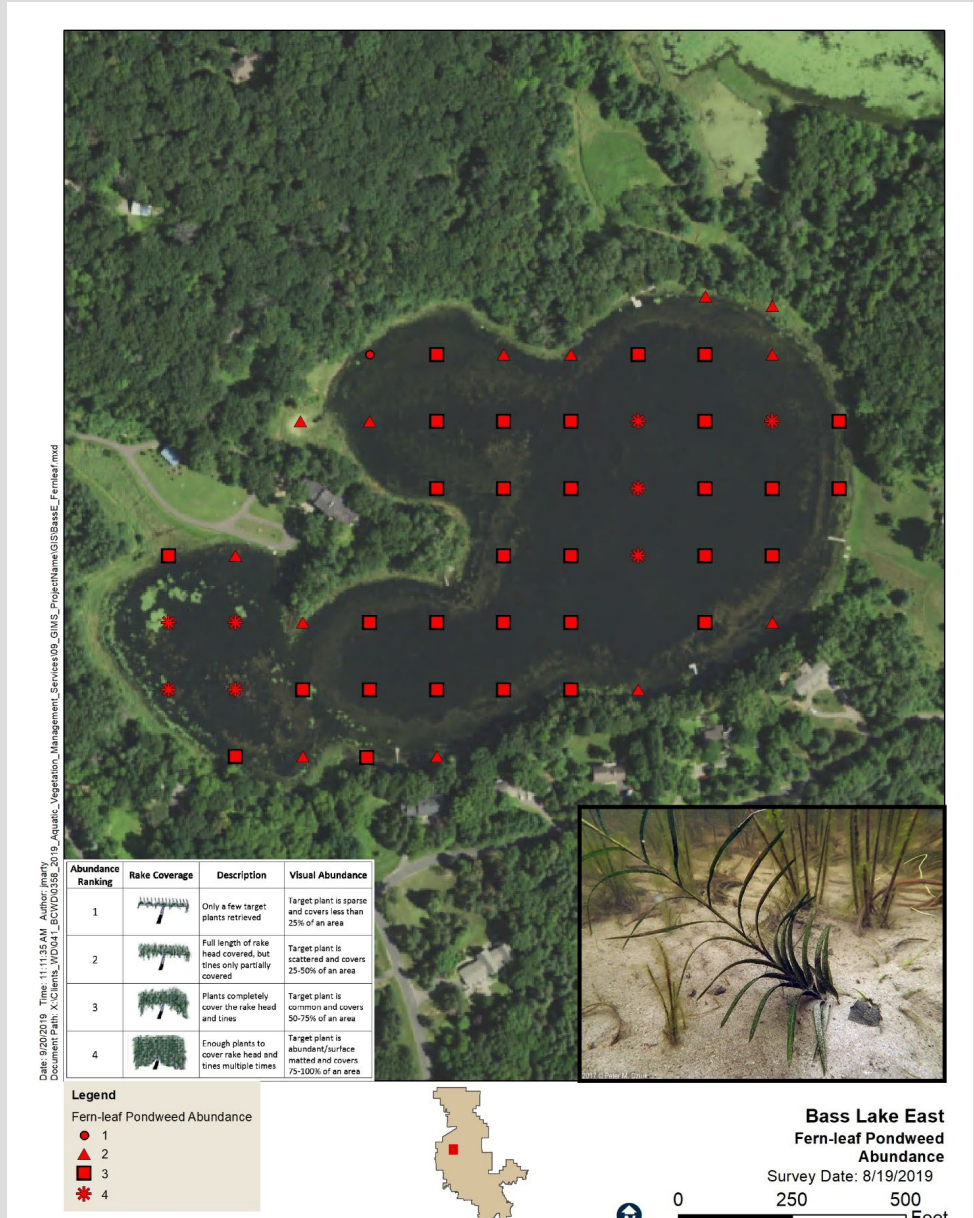 Date: 9/20/2019 Time: 11:11:35 AM Author: jmarty
Document Path: X:\Clients_WD\041_BCWD\0358_2019_Aquatic_Vegetation_Management_Services\09_GIMS_ProjectName\GIS\BassE_Fernleaf.mxd
Abundance
Ranking
Rake Coverage
Description
Visual Abundance
1
Only a few target
plants retrieved
Target plant is sparse
and covers less than
25% of an area
2
Full length of rake
head covered, but
tines only partially
covered
Target plant is
scattered and covers
25-50% of an area
3
Plants completely
cover the rake head
and tines
Target plant is
common and covers
50-75% of an area
4
Enough plants to
cover rake head and
tines multiple times
Target plant is
abundant/surface
matted and covers
75-100% of an area
Legend
Fern-leaf Pondweed Abundance
1
2
3
4
Bass Lake East
Fern-leaf Pondweed
Abundance
Survey Date: 8/19/2019
0 250 500
Feet